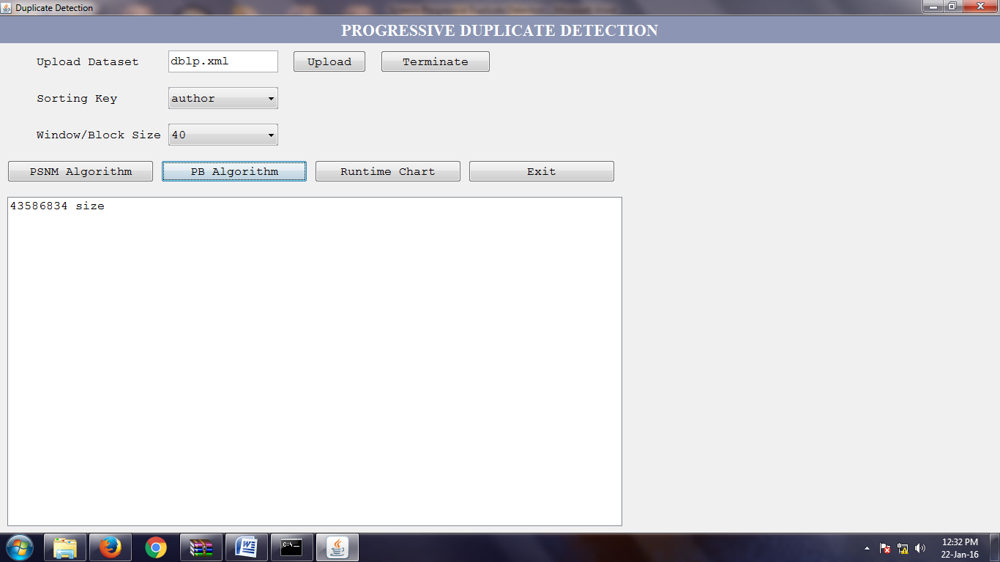 Duplicate Detection
PROGRESSIVE DUPLICATE DETECTION
Upload Dataset dblp.xml Upload Terminate
Sorting Key author
Window/Block Size 40
PSNM Algorithm PB Algorithm Runtime Chart Exit
43586834 size
C:\
12:32 PM
22-Jan-16